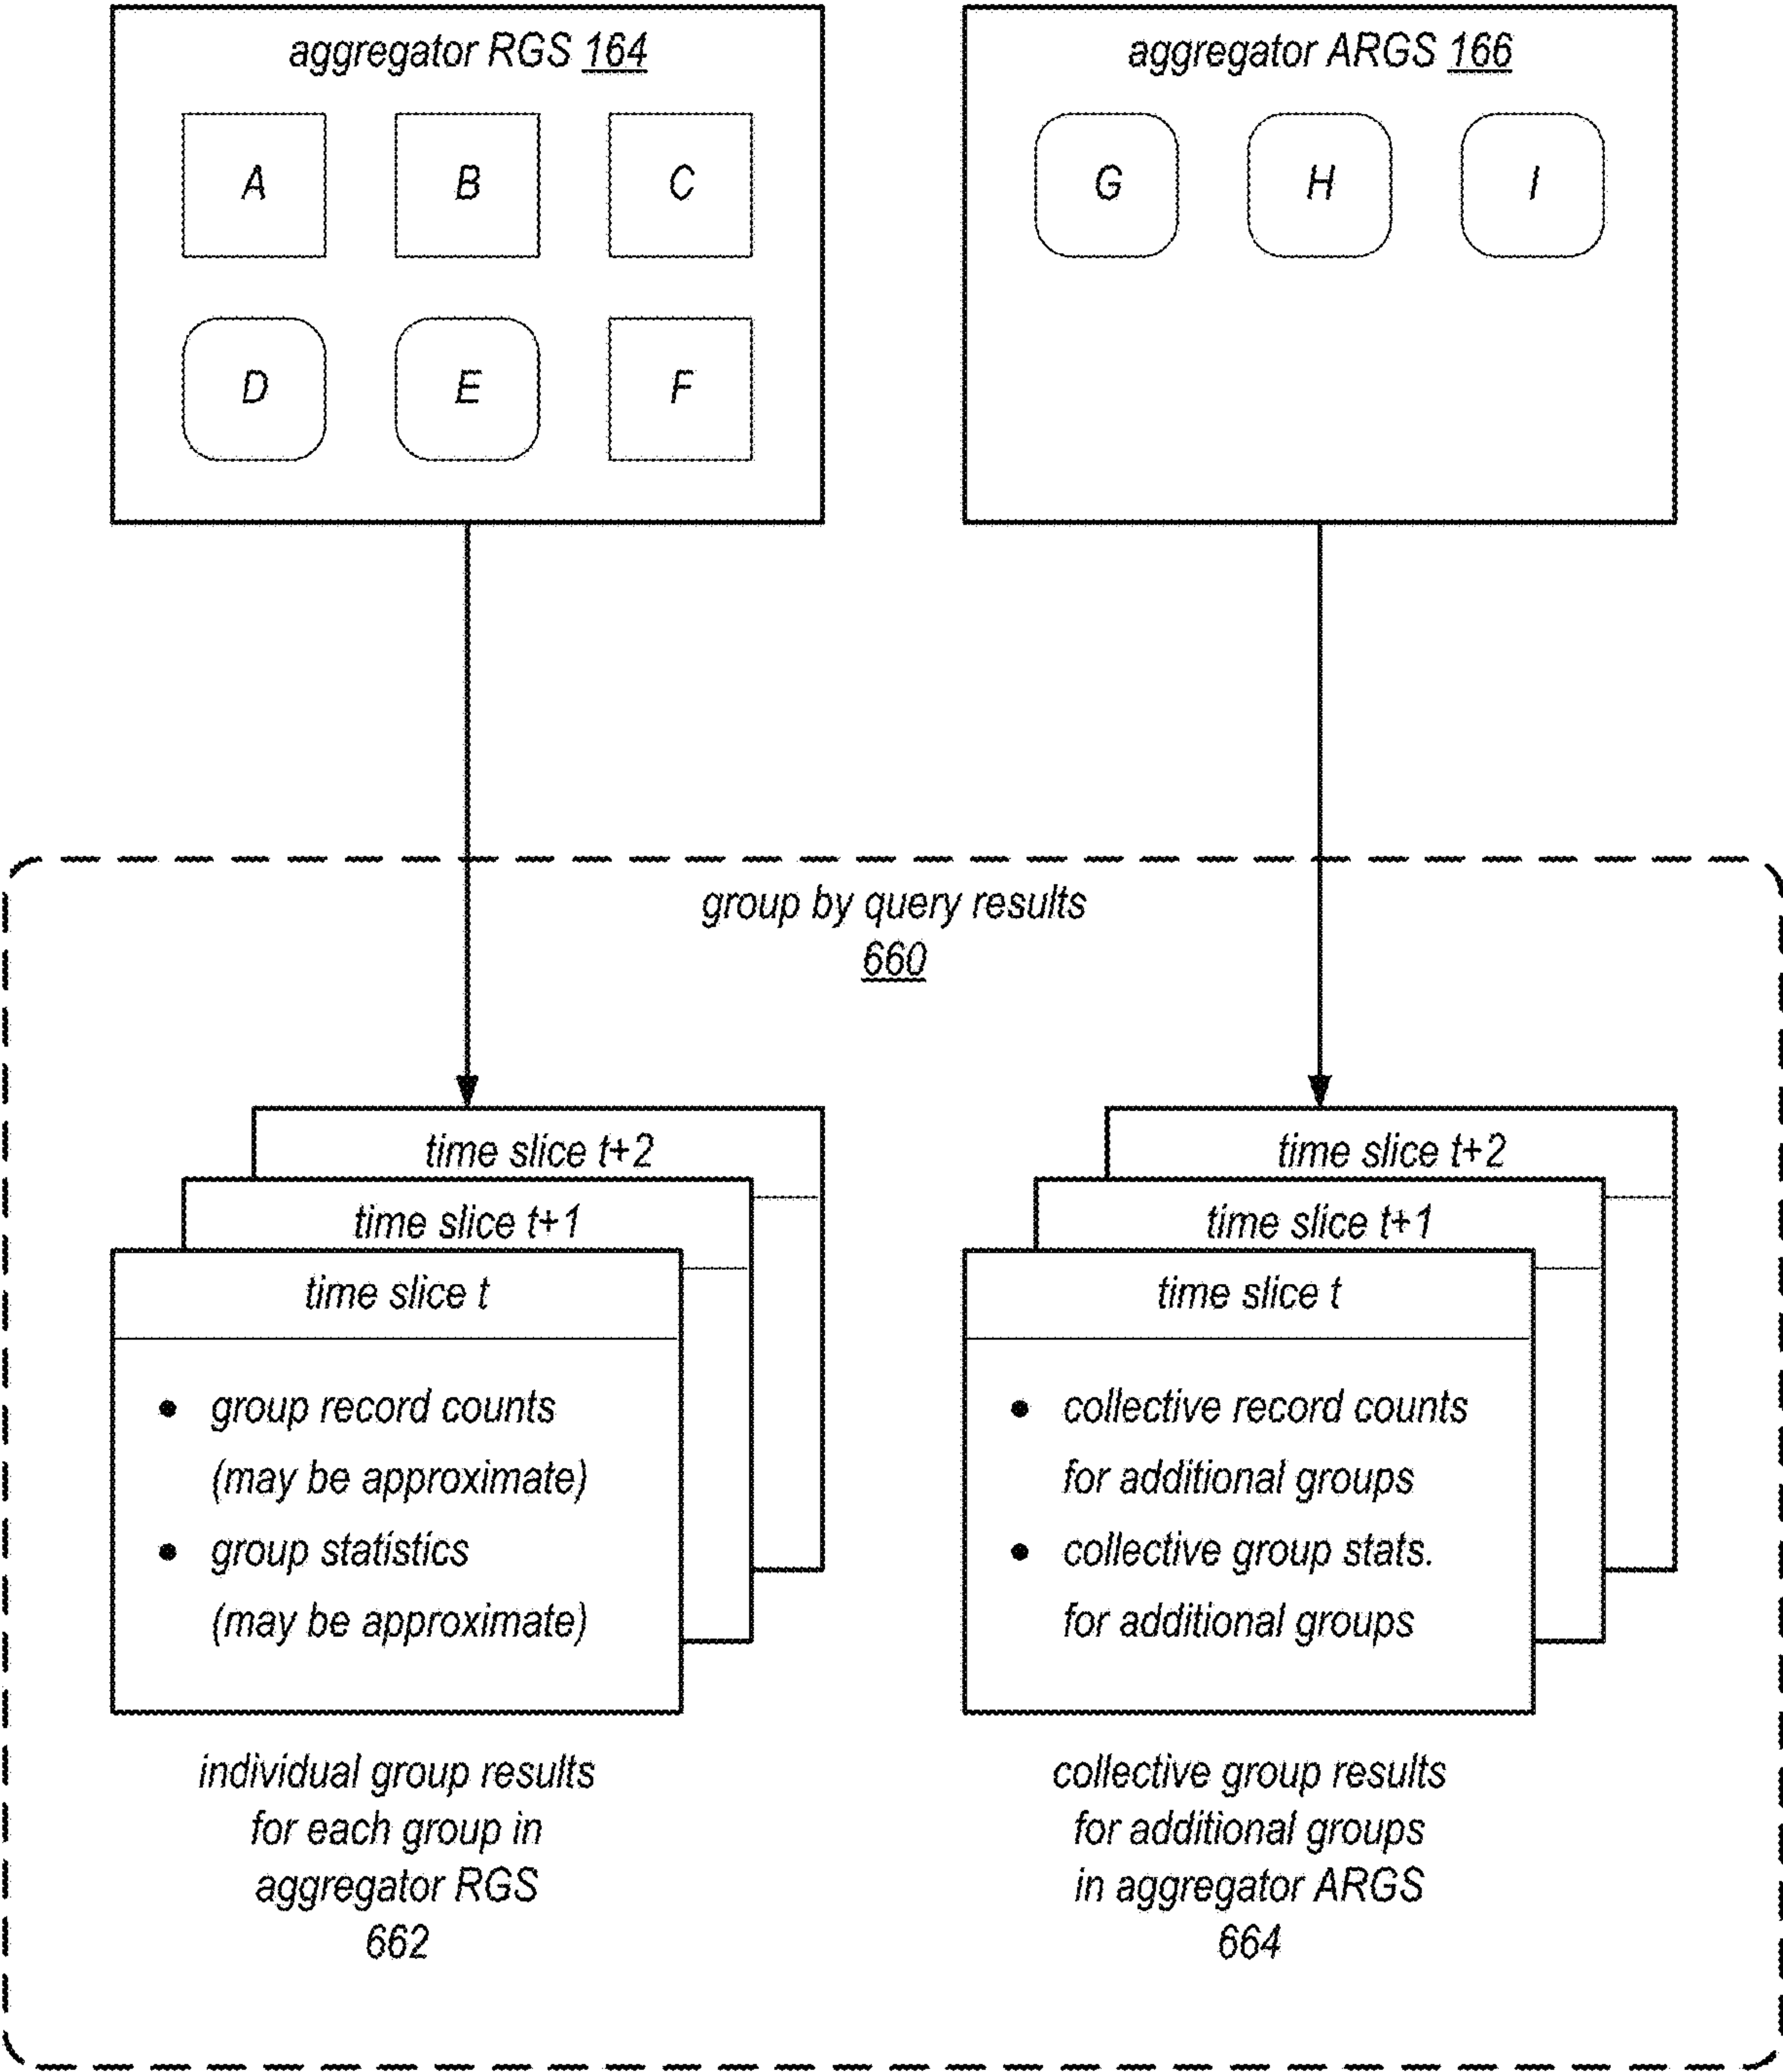 aggregator RGS 164
A B C
D E F
aggregator ARGS 166
G H I
group by query results
660
time slice t+2
time slice t+1
time slice t
• group record counts
(may be approximate)
• group statistics
(may be approximate)
individual group results
for each group in
aggregator RGS
662
time slice t+2
time slice t+1
time slice t
• collective record counts
for additional groups
• collective group stats.
for additional groups
collective group results
for additional groups
in aggregator ARGS
664